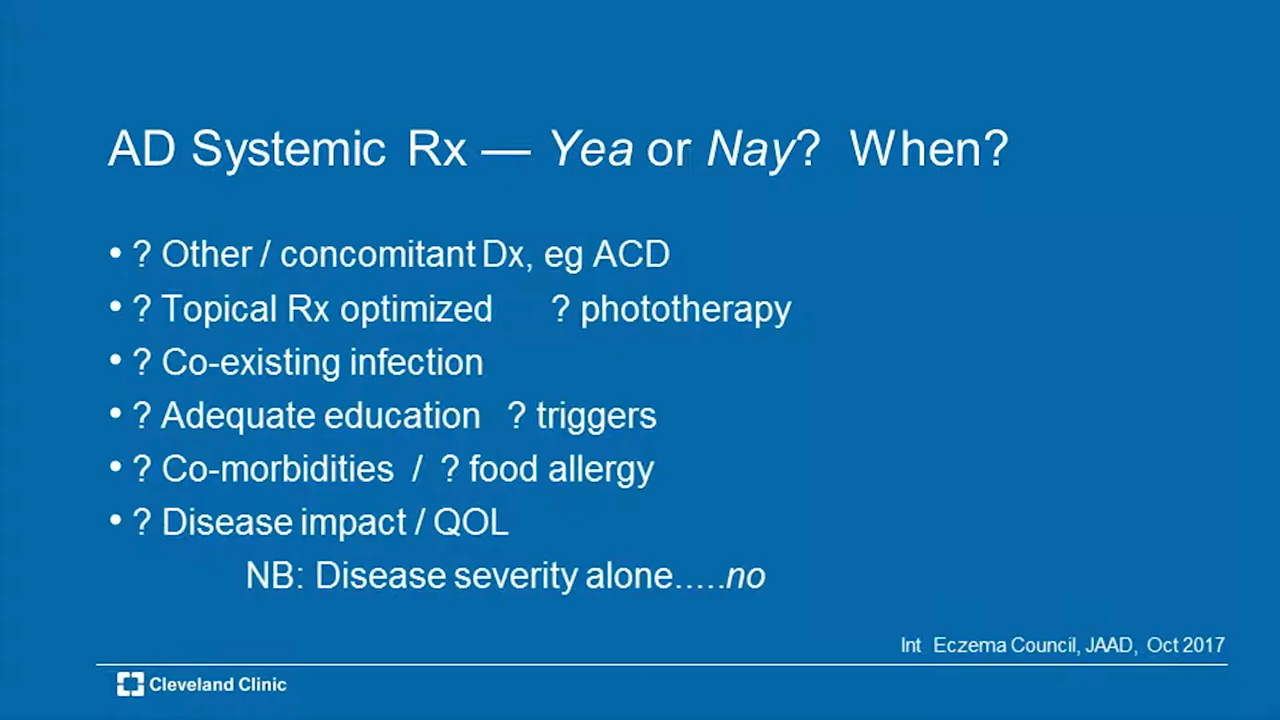 AD Systemic Rx — Yea or Nay? When?
• ? Other / concomitant Dx, eg ACD
• ? Topical Rx optimized ? phototherapy
• ? Co-existing infection
• ? Adequate education ? triggers
• ? Co-morbidities / ? food allergy
• ? Disease impact / QOL
NB: Disease severity alone.....no
Int Eczema Council, JAAD, Oct 2017
Cleveland Clinic